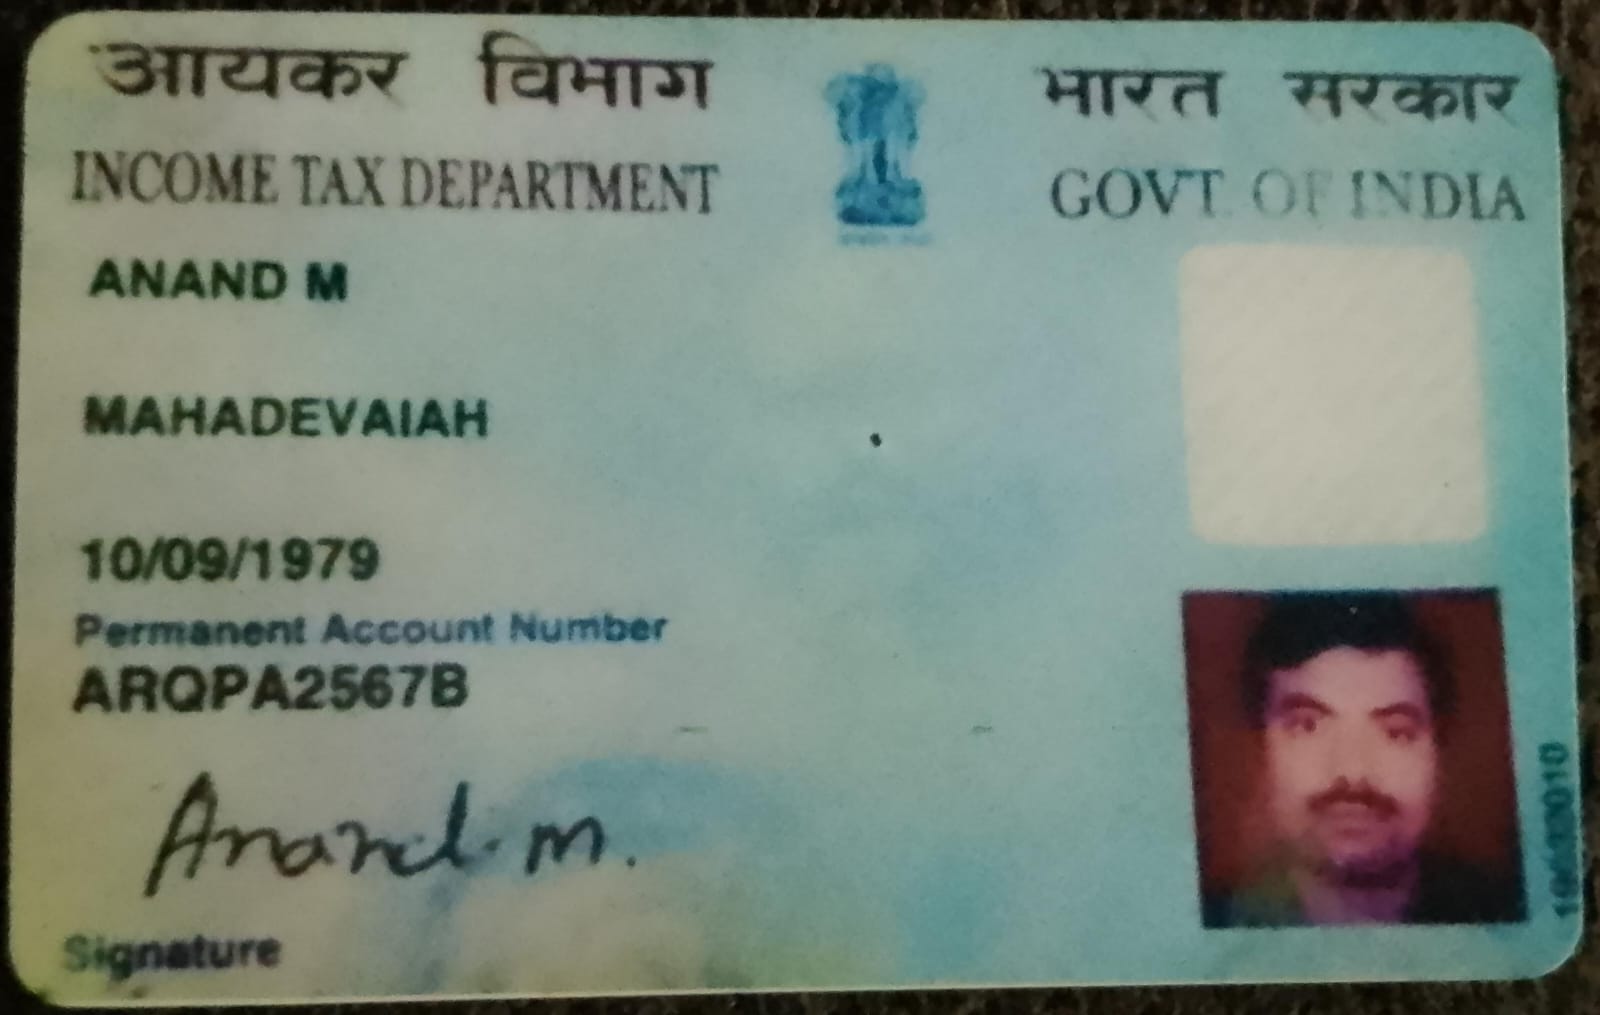 आयकर विभाग
INCOME TAX DEPARTMENT
भारत सरकार
GOVT. OF INDIA
ANAND M
MAHADEVAIAH
10/09/1979
Permanent Account Number
ARQPA2567B
Anand. m.
Signature